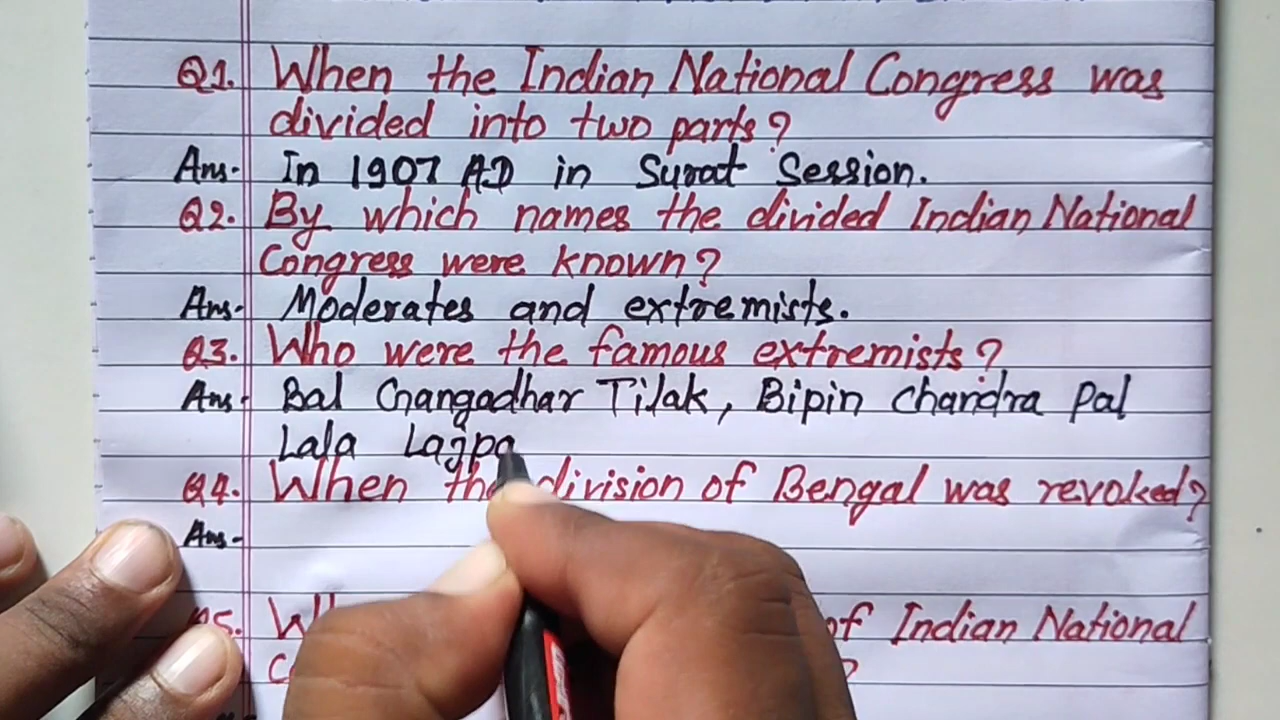 Q1. When the Indian National Congress was
divided into two parts?
Ans- In 1907 AD in Surat Session.
Q2. By which names the divided Indian National
Congress were known?
Ans- Moderates and extremists.
Q3. Who were the famous extremists?
Ans- Bal Gangadhar Tilak, Bipin Chandra Pal
Lala Lajpa
Q4. When the division of Bengal was revoked?
Ans-
Q5. of Indian National